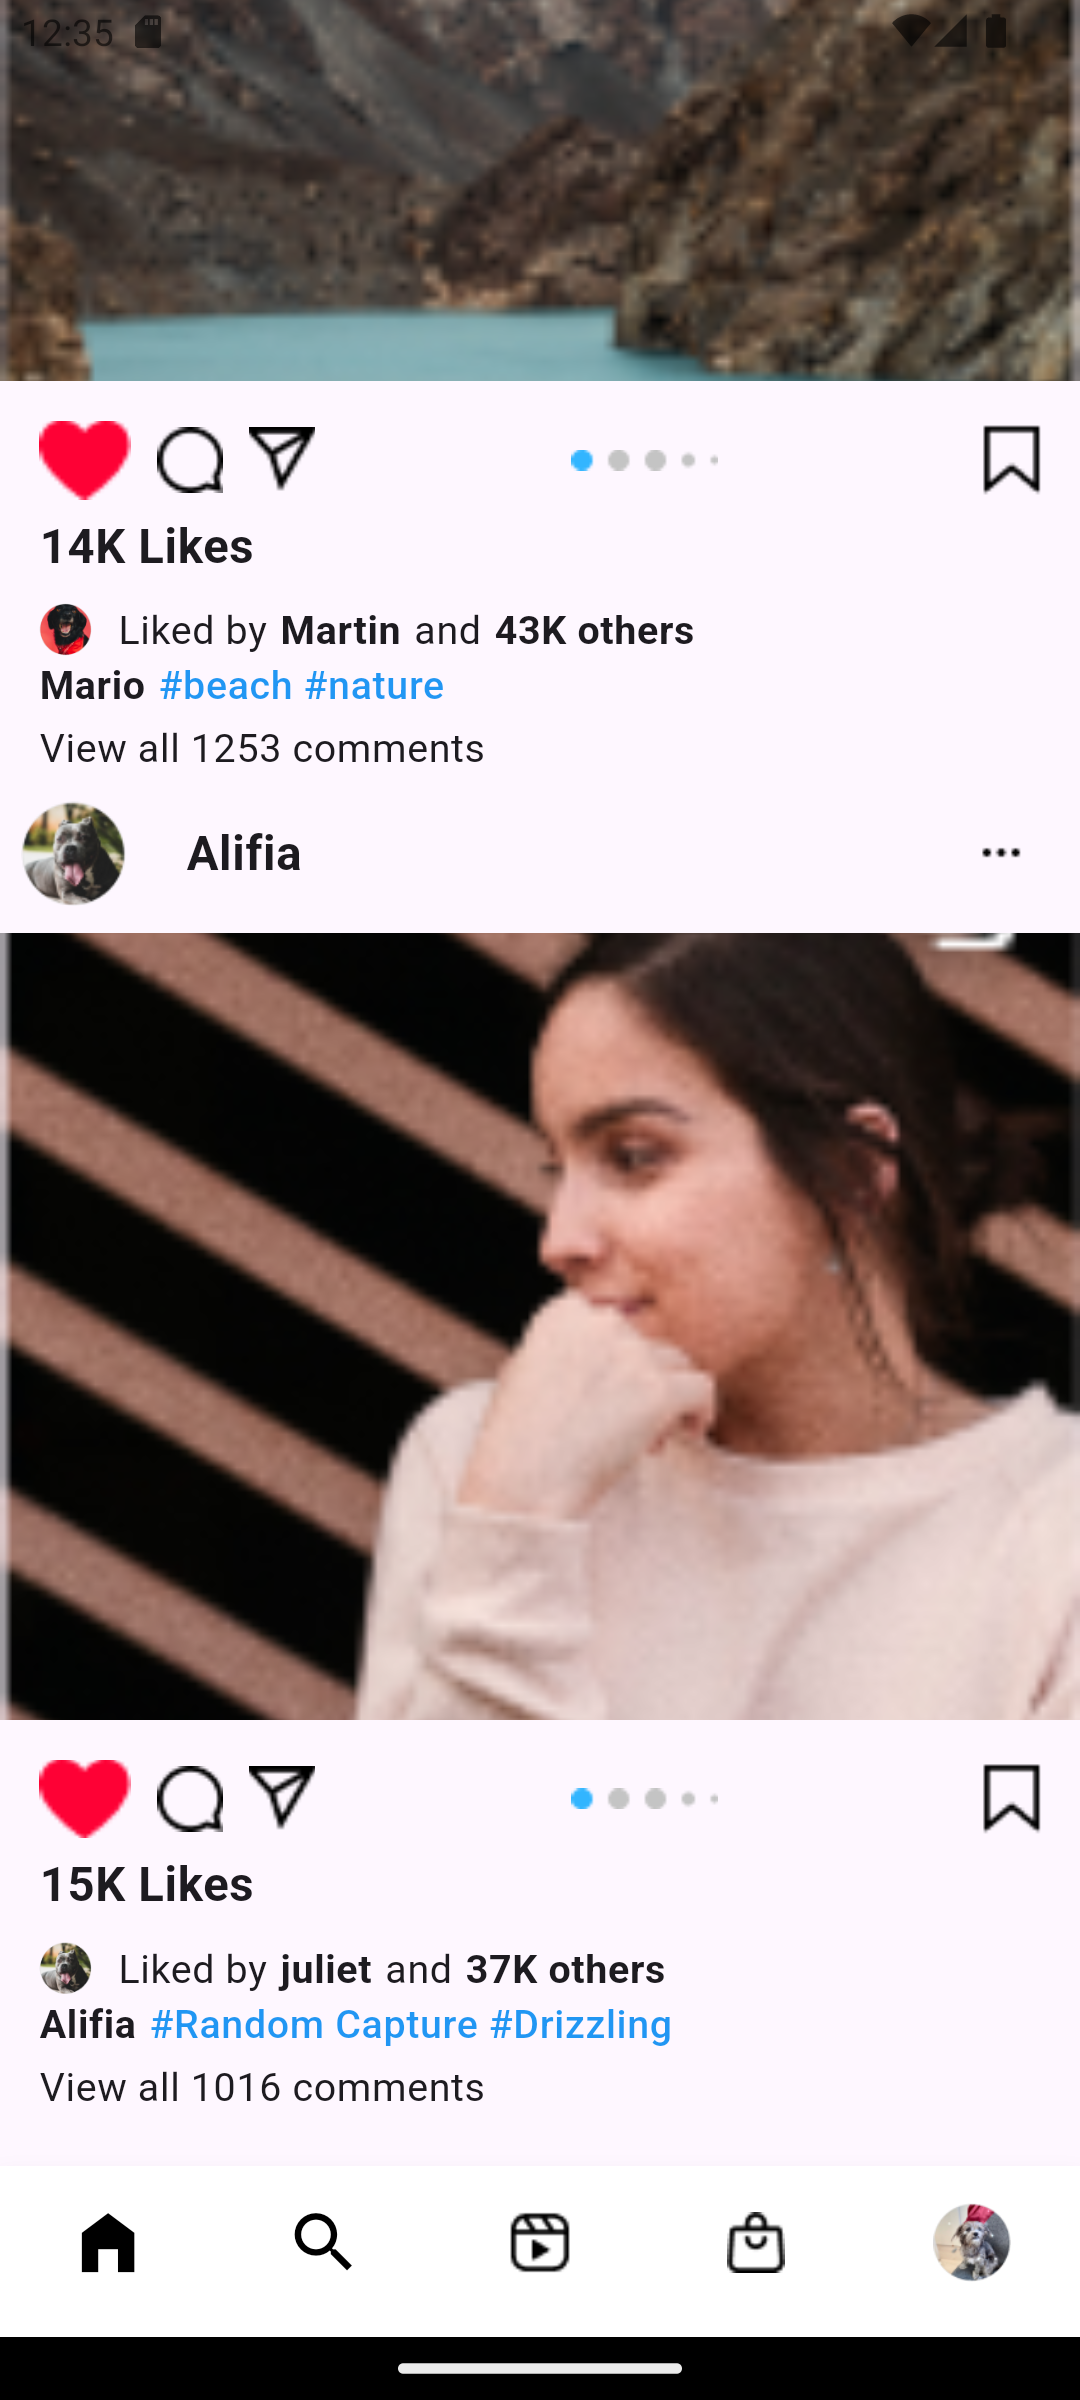 12:35
14K Likes
Liked by Martin and 43K others
Mario #beach #nature
View all 1253 comments
Alifia
15K Likes
Liked by juliet and 37K others
Alifia #Random Capture #Drizzling
View all 1016 comments